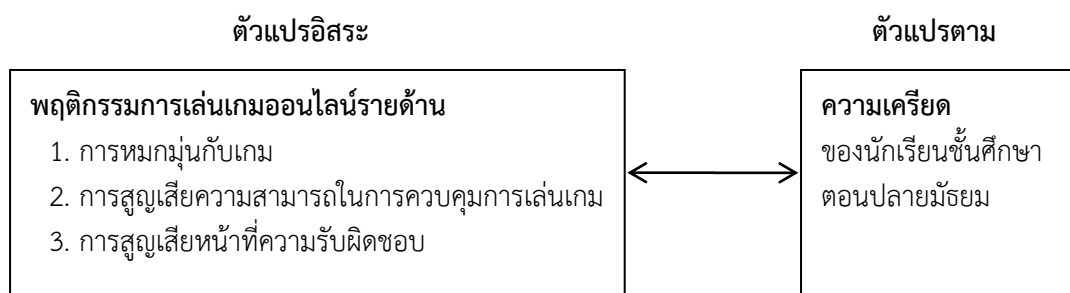 ตัวแปรอิสระ
ตัวแปรตาม
พฤติกรรมการเล่นเกมออนไลน์รายด้าน
1. การหมกมุ่นกับเกม
2. การสูญเสียความสามารถในการควบคุมการเล่นเกม
3. การสูญเสียหน้าที่ความรับผิดชอบ
ความเครียด
ของนักเรียนชั้นศึกษา
ตอนปลายมัธยม